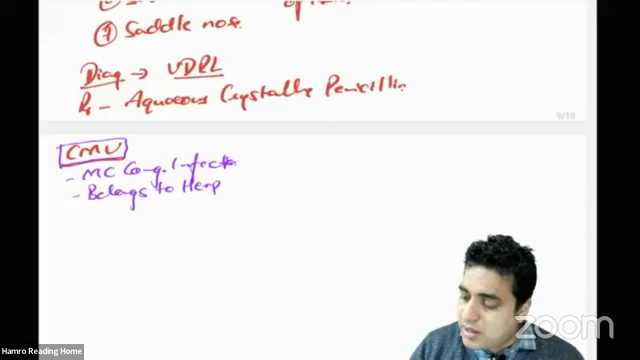 ④ Saddle nose
Diag → VDRL
Rx - Aqueous Crystalline Penicillin
9/10
CMV
- MC Cong. Infectn
- Belongs to Herp
Hamro Reading Home
zoom